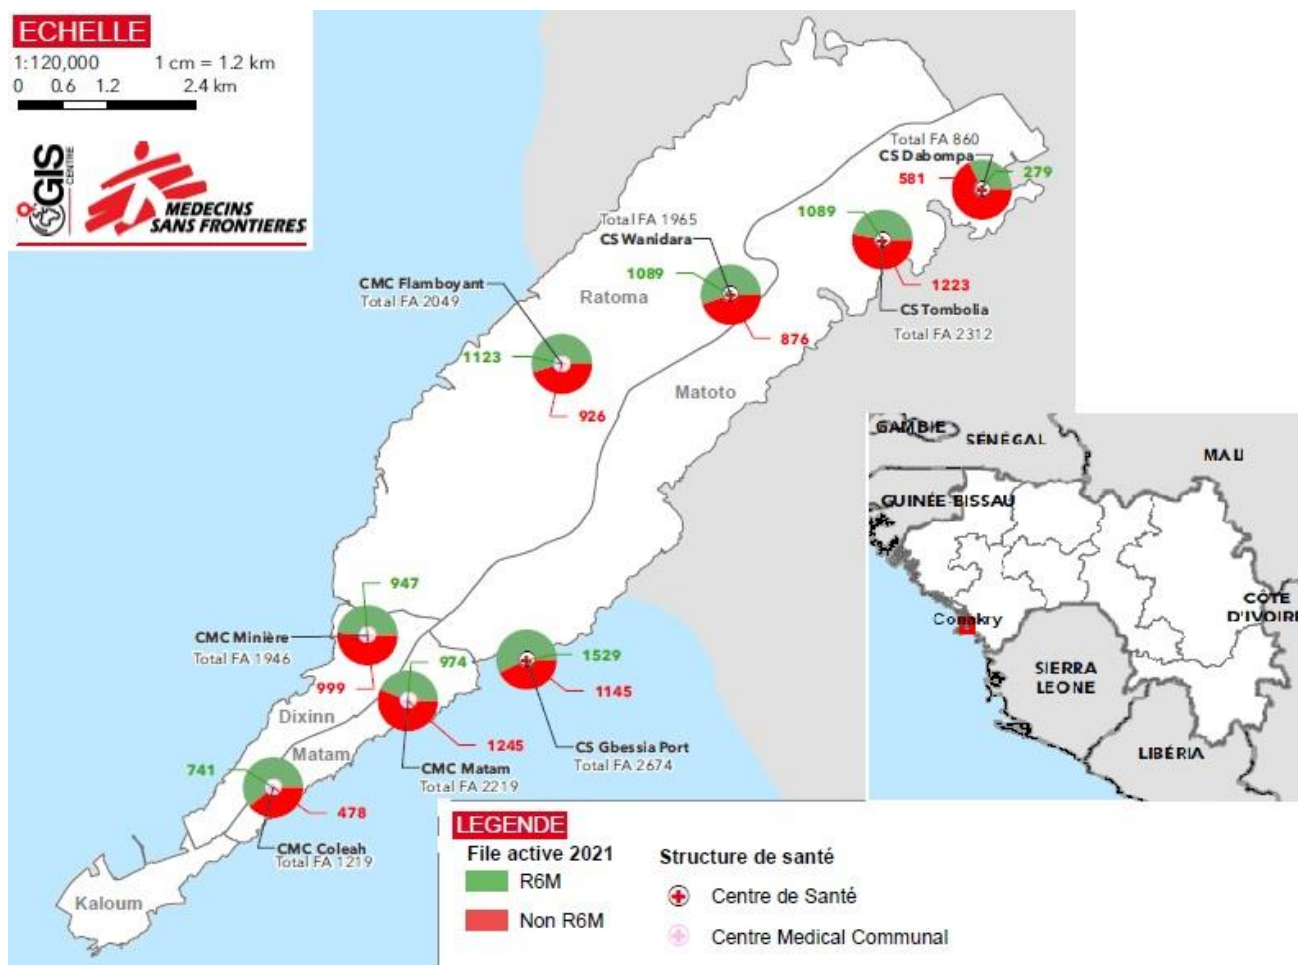 ECHELLE
1:120,000 1 cm = 1.2 km
0 0.6 1.2 2.4 km
GIS
CENTRE
MEDECINS
SANS FRONTIERES
Total FA 860
CS Dabompa
581
279
1089
1223
CS Tombolia
Total FA 2312
Total FA 1965
CS Wanidara
1089
876
CMC Flamboyant
Total FA 2049
1123
926
Ratoma
Matoto
947
CMC Minière
Total FA 1946
999
974
1245
CMC Matam
Total FA 2219
1529
1145
CS Gbessia Port
Total FA 2674
Dixinn
Matam
741
478
CMC Coleah
Total FA 1219
Kaloum
GAMBIE
SÉNÉGAL
MALI
GUINÉE-BISSAU
Conakry
CÔTE
D'IVOIRE
SIERRA
LEONE
LIBÉRIA
LEGENDE
File active 2021
R6M
Non R6M
Structure de santé
Centre de Santé
Centre Medical Communal